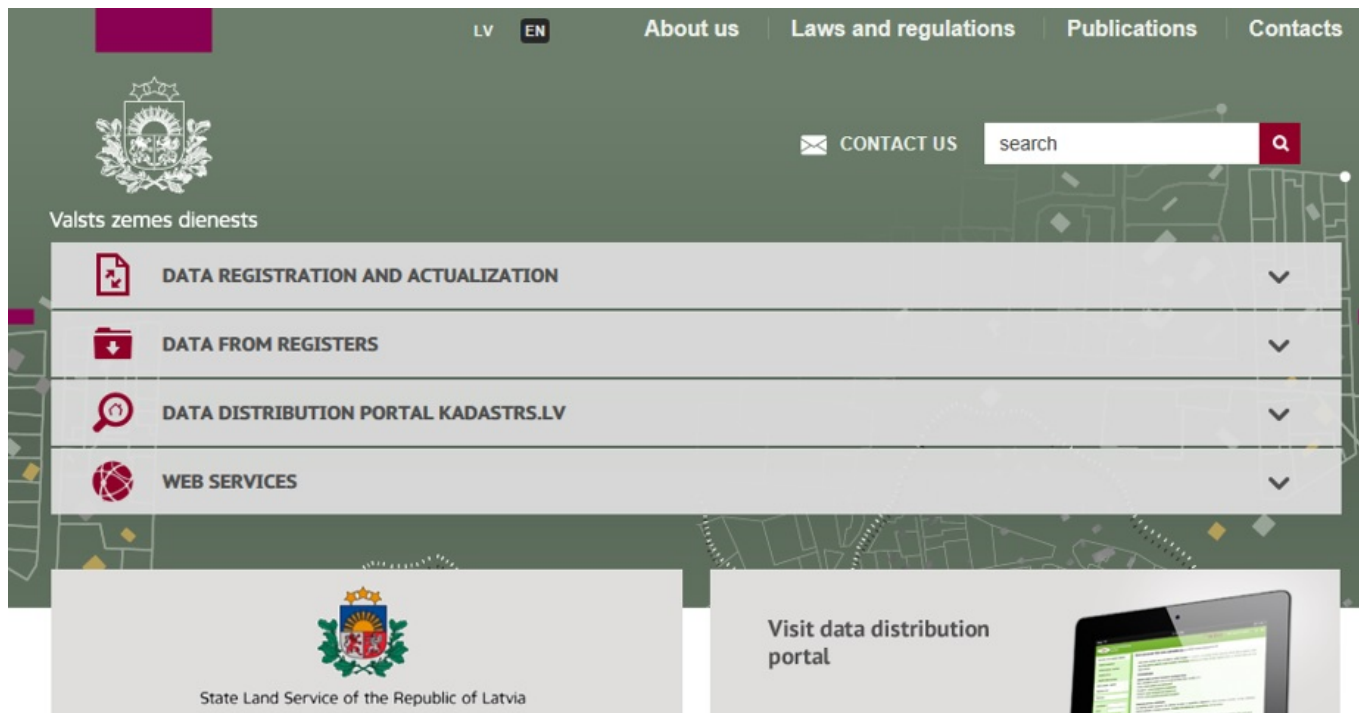 LV EN About us Laws and regulations Publications Contacts
CONTACT US search
Valsts zemes dienests
DATA REGISTRATION AND ACTUALIZATION
DATA FROM REGISTERS
DATA DISTRIBUTION PORTAL KADASTRS.LV
WEB SERVICES
State Land Service of the Republic of Latvia
Visit data distribution
portal